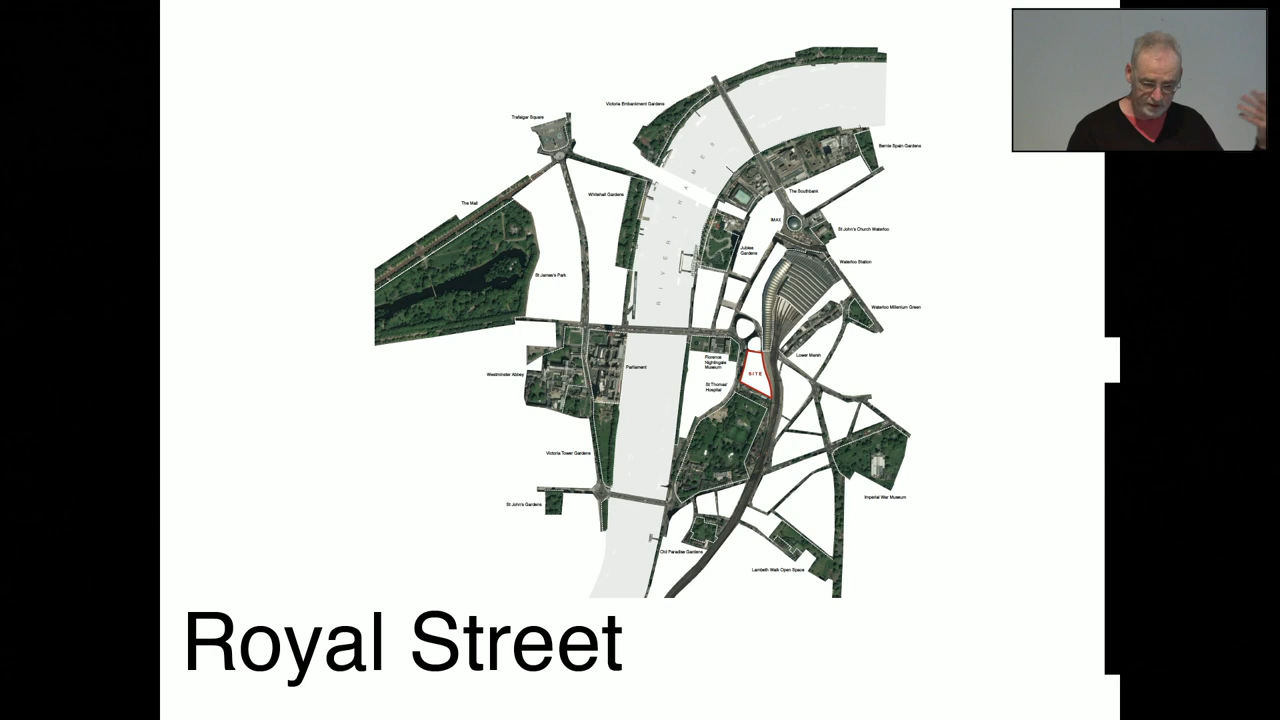 Victoria Embankment Gardens
Trafalgar Square
Bernie Spain Gardens
The Southbank
Whitehall Gardens
The Mall
IMAX
St John's Church Waterloo
RIVER THAMES
Jubilee
Gardens
Waterloo Station
St James's Park
Waterloo Millenium Green
Lower Marsh
Florence
Nightingale
Museum
Parliament
SITE
Westminster Abbey
St Thomas'
Hospital
Victoria Tower Gardens
Imperial War Museum
St John's Gardens
Old Paradise Gardens
Lambeth Walk Open Space
Royal Street